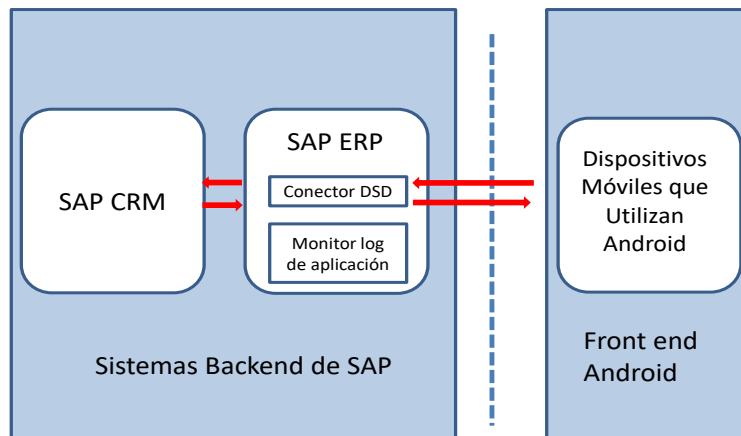 SAP CRM
SAP ERP
Conector DSD
Monitor log
de aplicación
Sistemas Backend de SAP
Dispositivos
Móviles que
Utilizan
Android
Front end
Android